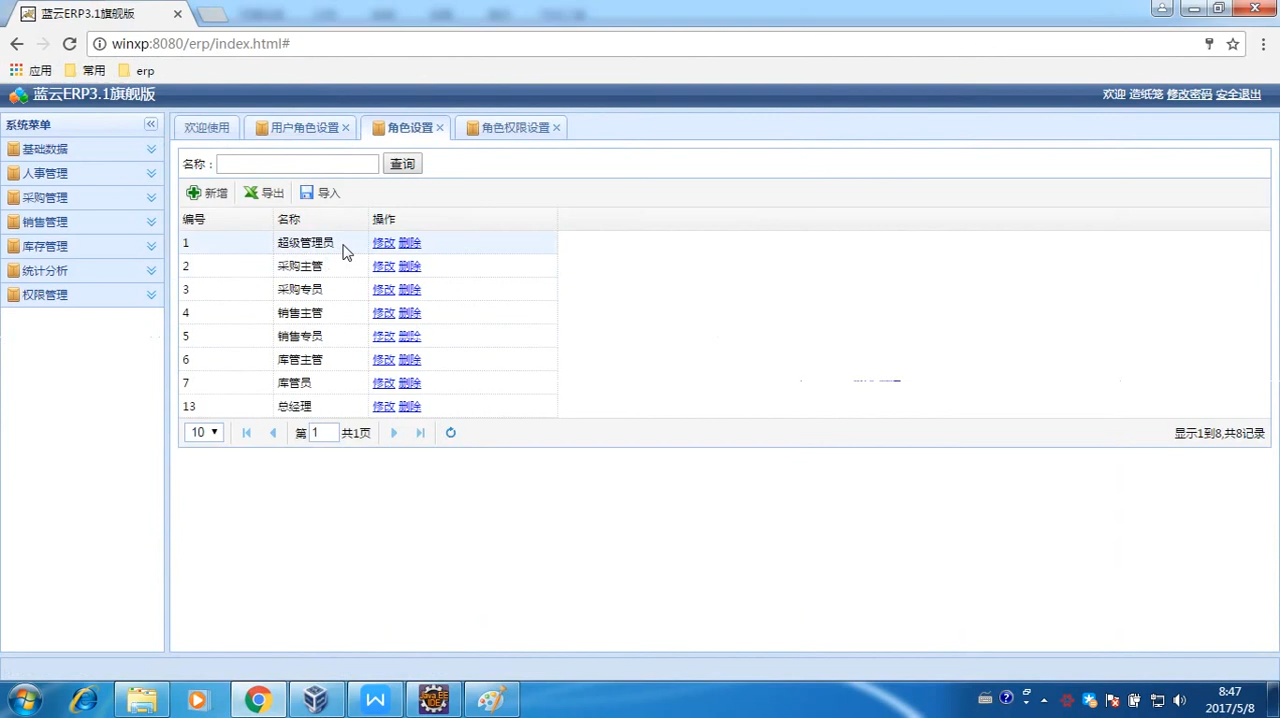 蓝云ERP3.1旗舰版
winxp:8080/erp/index.html#
应用 常用 erp
蓝云ERP3.1旗舰版
欢迎 造纸笼 修改密码 安全退出
系统菜单
基础数据
人事管理
采购管理
销售管理
库存管理
统计分析
权限管理
欢迎使用 用户角色设置 角色设置 角色权限设置
名称： 查询
新增 导出 导入
编号 名称 操作
1 超级管理员 修改 删除
2 采购主管 修改 删除
3 采购专员 修改 删除
4 销售主管 修改 删除
5 销售专员 修改 删除
6 库管主管 修改 删除
7 库管员 修改 删除
13 总经理 修改 删除
10 第 1 共1页 显示1到8,共8记录
8:47
2017/5/8